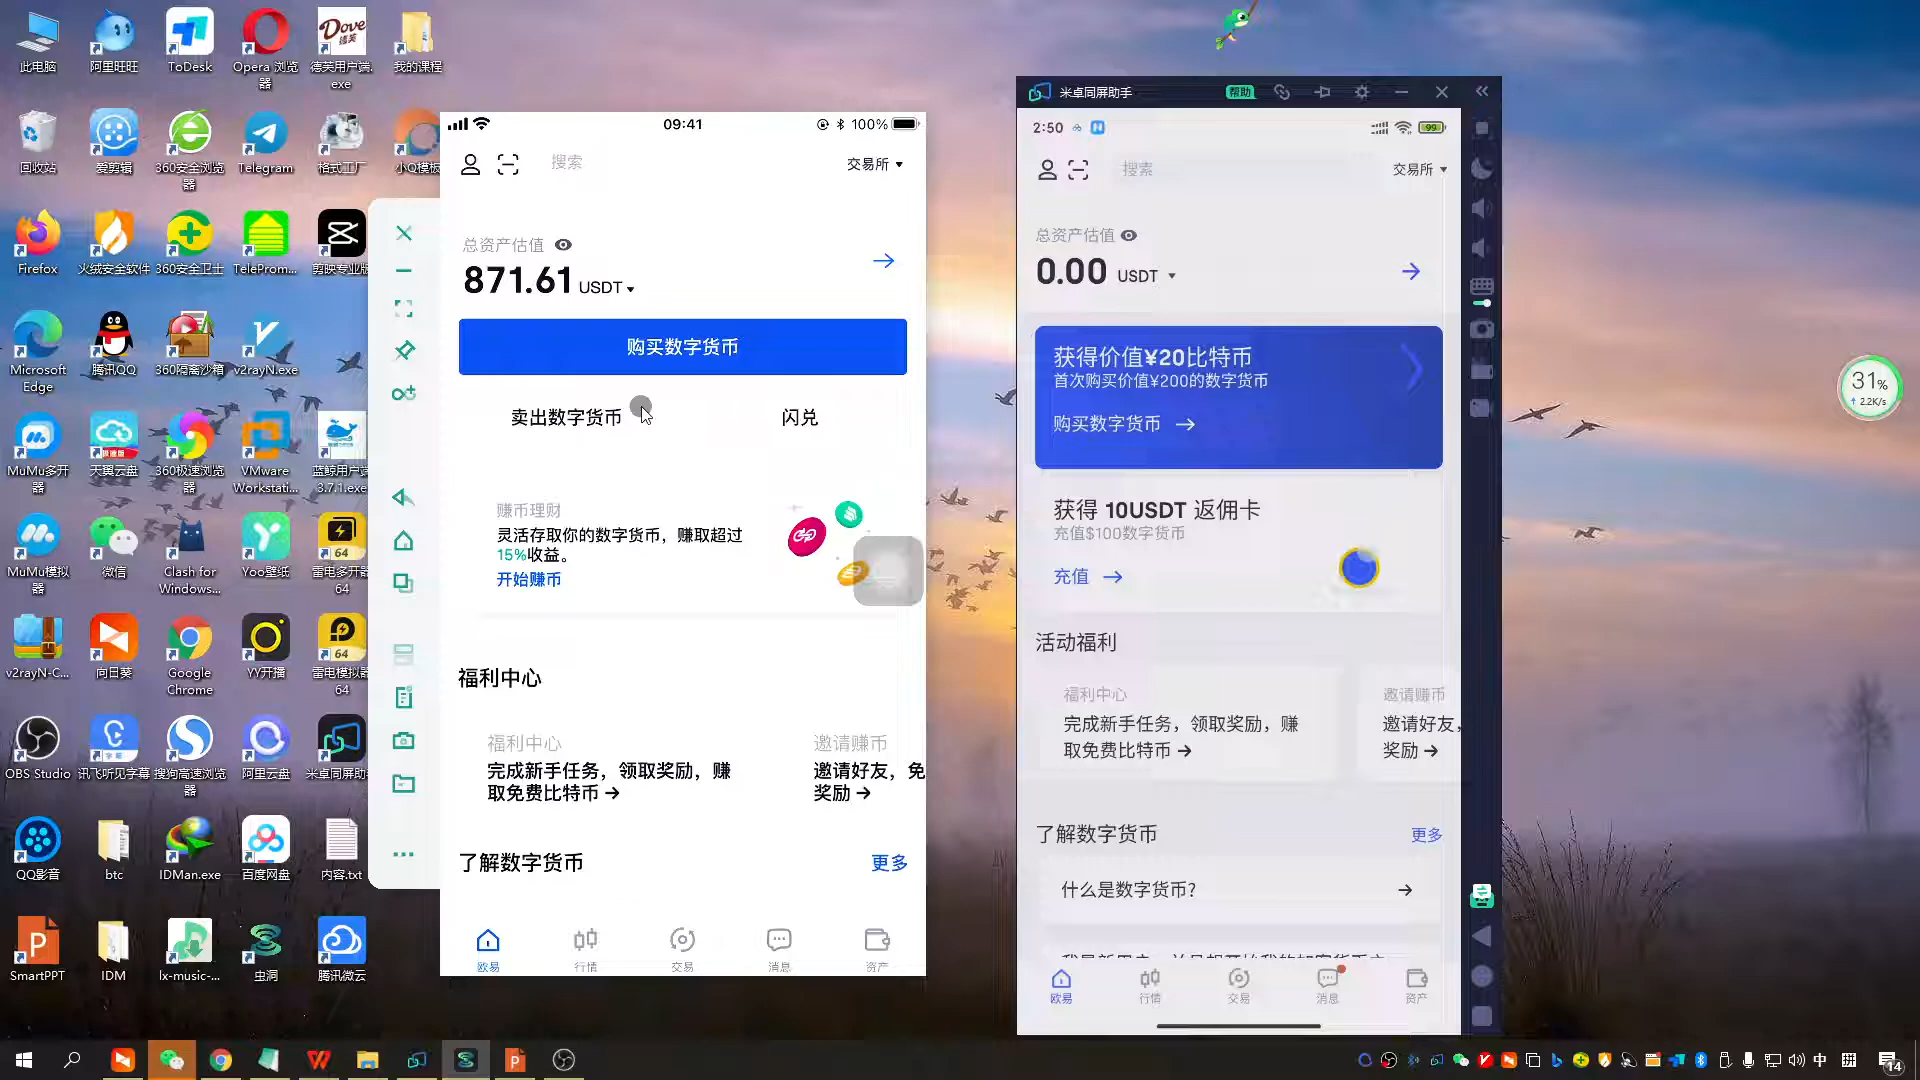 此电脑
阿里旺旺
ToDesk
Opera 浏览器
德芙用户端.exe
我的课程
回收站
爱剪辑
360安全浏览器
Telegram
格式工厂
小Q模板
Firefox
火绒安全软件
360安全卫士
TeleProm...
剪映专业版
Microsoft Edge
腾讯QQ
360隔离沙箱
v2rayN.exe
MuMu多开器
天翼云盘
360极速浏览器
VMware Workstati...
蓝鲸用户端 3.7.1.exe
MuMu模拟器
微信
Clash for Windows...
Yoo壁纸
雷电多开器64
v2rayN-C...
向日葵
Google Chrome
YY开播
雷电模拟器64
OBS Studio
讯飞听见字幕
搜狗高速浏览器
阿里云盘
米卓同屏助
QQ影音
btc
IDMan.exe
百度网盘
内容.txt
SmartPPT
IDM
lx-music-...
虫洞
腾讯微云
09:41
100%
搜索
交易所
总资产估值
871.61 USDT
购买数字货币
卖出数字货币
闪兑
赚币理财
灵活存取你的数字货币，赚取超过
15%收益。
开始赚币
福利中心
福利中心
完成新手任务，领取奖励，赚
取免费比特币
邀请赚币
邀请好友，免
奖励
了解数字货币
更多
欧易
行情
交易
消息
资产
米卓同屏助手
帮助
2:50
99
搜索
交易所
总资产估值
0.00 USDT
获得价值¥20比特币
首次购买价值¥200的数字货币
购买数字货币
获得 10USDT 返佣卡
充值$100数字货币
充值
活动福利
福利中心
完成新手任务，领取奖励，赚
取免费比特币
邀请赚币
邀请好友，
奖励
了解数字货币
更多
什么是数字货币?
欧易
行情
交易
消息
资产
31%
2.2K/s
中
拼
14